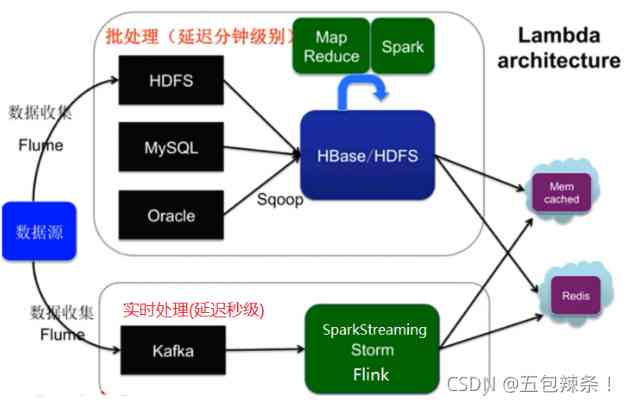 批处理（延迟分钟级别）
Map
Reduce
Spark
Lambda
architecture
HDFS
数据收集
Flume
MySQL
HBase/HDFS
Oracle
Sqoop
Mem
cached
数据源
数据收集
Flume
实时处理(延迟秒级)
Redis
Kafka
SparkStreaming
Storm
Flink
CSDN @五包辣条！